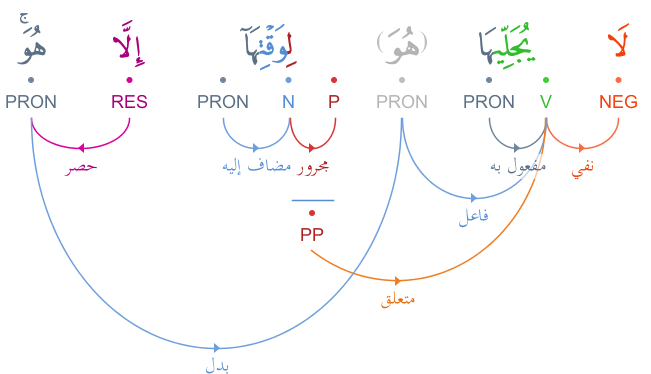 لَا يُجَلِّيهَا (هُوَ) لِوَقْتِهَآ إِلَّا هُوَ ۚ
NEG V PRON PRON P N PRON RES PRON
نفي مفعول به مجرور مضاف إليه حصر
فاعل
PP
متعلق
بدل